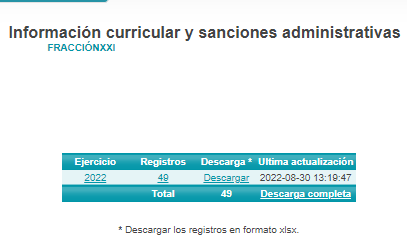 Información curricular y sanciones administrativas
FRACCIÓNXXI
Ejercicio Registros Descarga * Ultima actualización
2022 49 Descargar 2022-08-30 13:19:47
Total 49 Descarga completa
* Descargar los registros en formato xlsx.